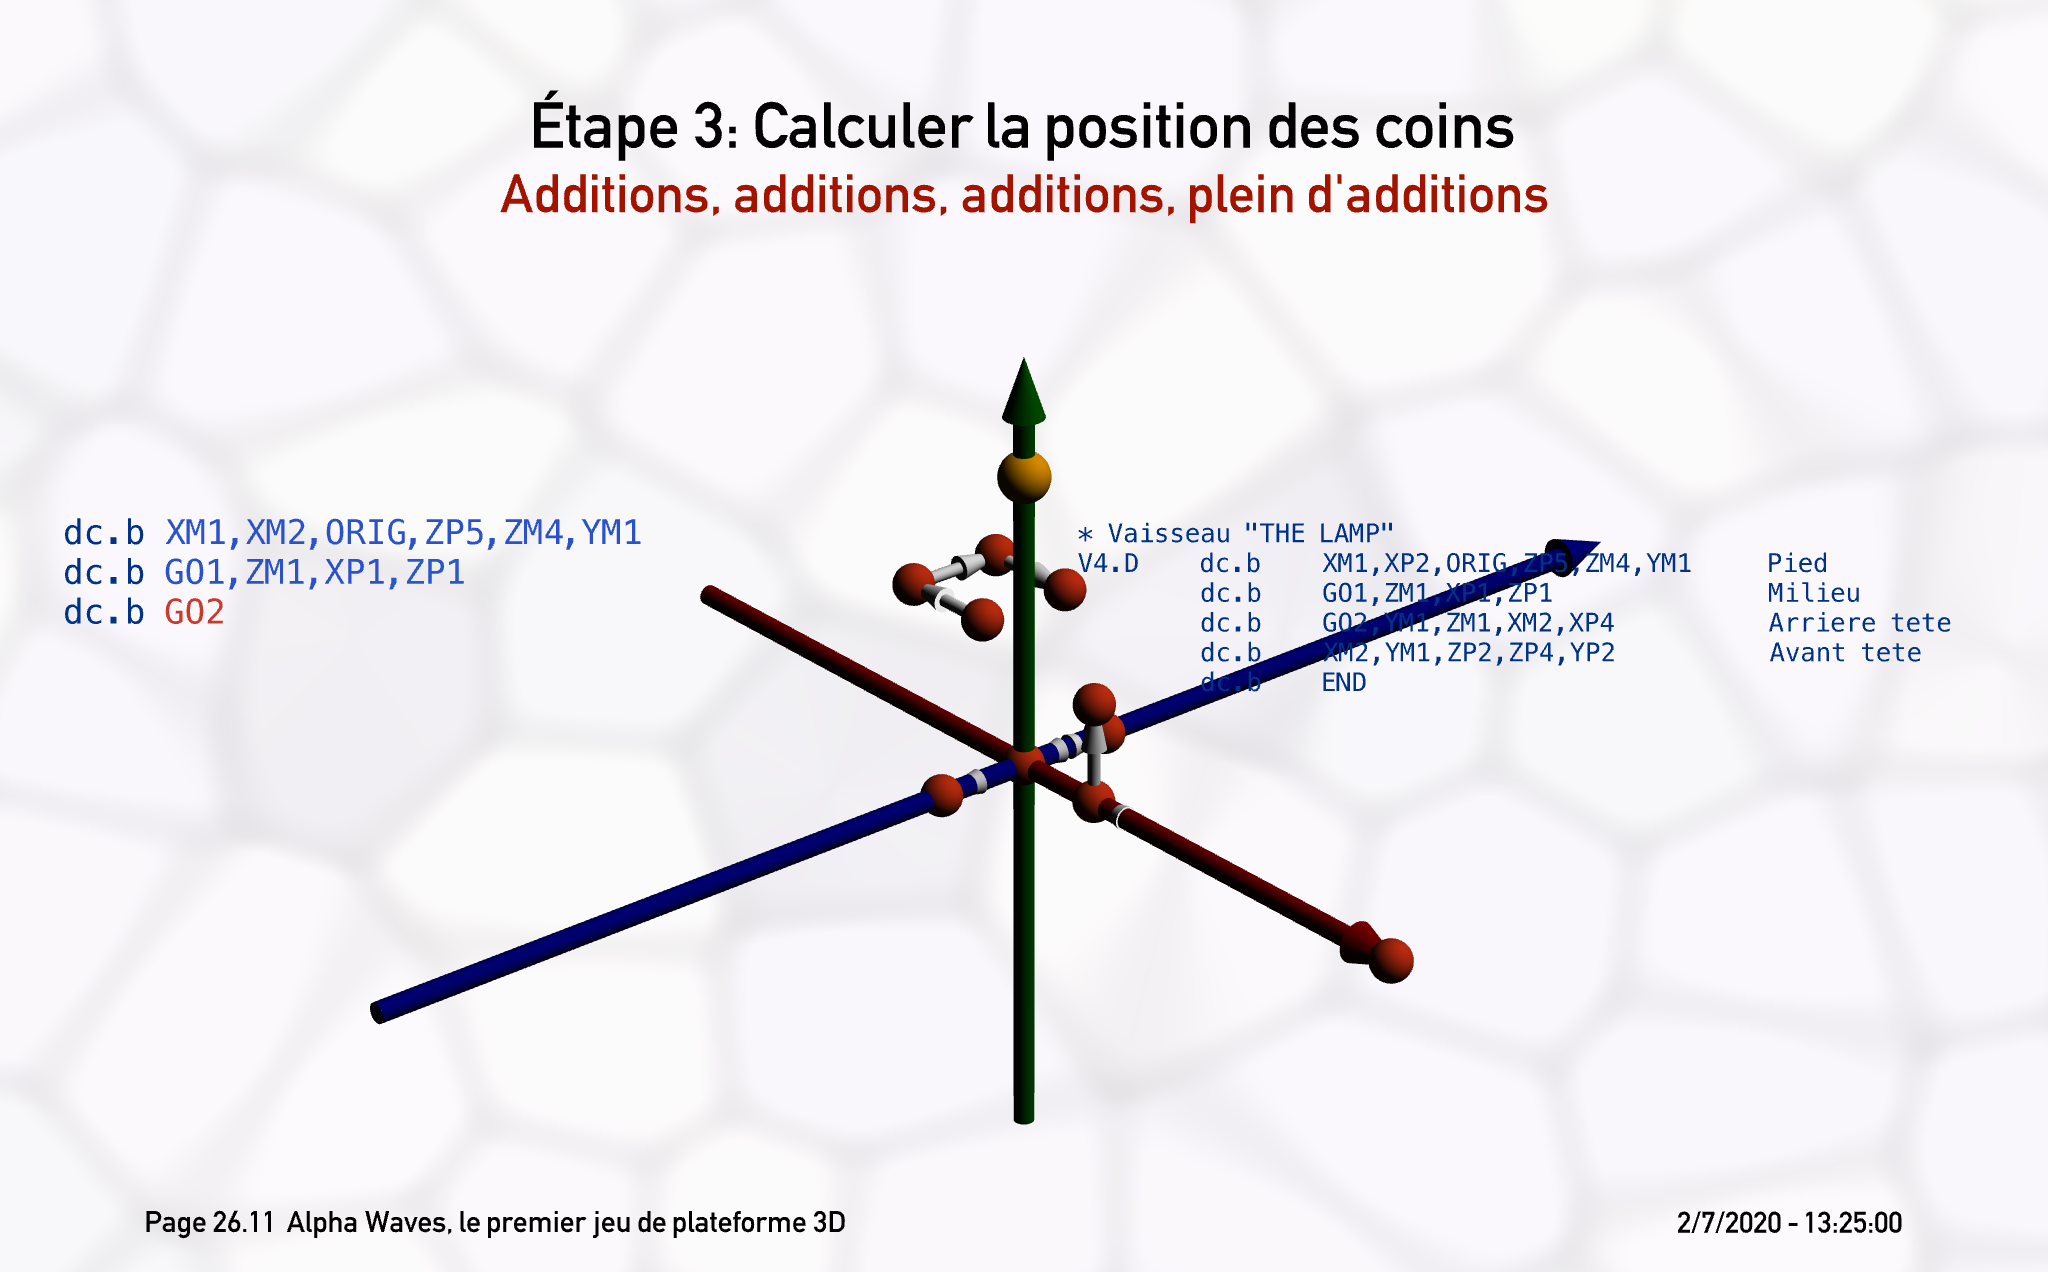 Étape 3: Calculer la position des coins
Additions, additions, additions, plein d'additions
dc.b XM1,XM2,ORIG,ZP5,ZM4,YM1
dc.b GO1,ZM1,XP1,ZP1
dc.b GO2
* Vaisseau "THE LAMP"
V4.D dc.b XM1,XP2,ORIG,ZP5,ZM4,YM1 Pied
dc.b GO1,ZM1,XP1,ZP1 Milieu
dc.b GO2,YM1,ZM1,XM2,XP4 Arriere tete
dc.b XM2,YM1,ZP2,ZP4,YP2 Avant tete
dc.b END
Page 26.11 Alpha Waves, le premier jeu de plateforme 3D
2/7/2020 - 13:25:00